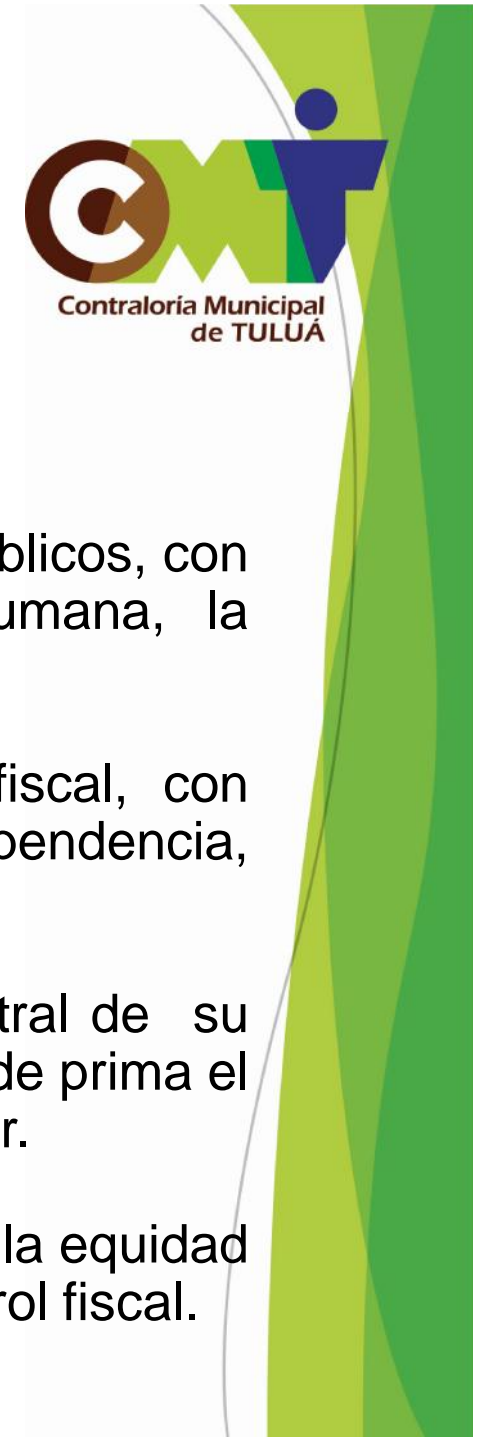 CMT
Contraloría Municipal
de TULUÁ
blicos, con
umana, la
fiscal, con
pendencia,
tral de su
de prima el
r.
la equidad
rol fiscal.